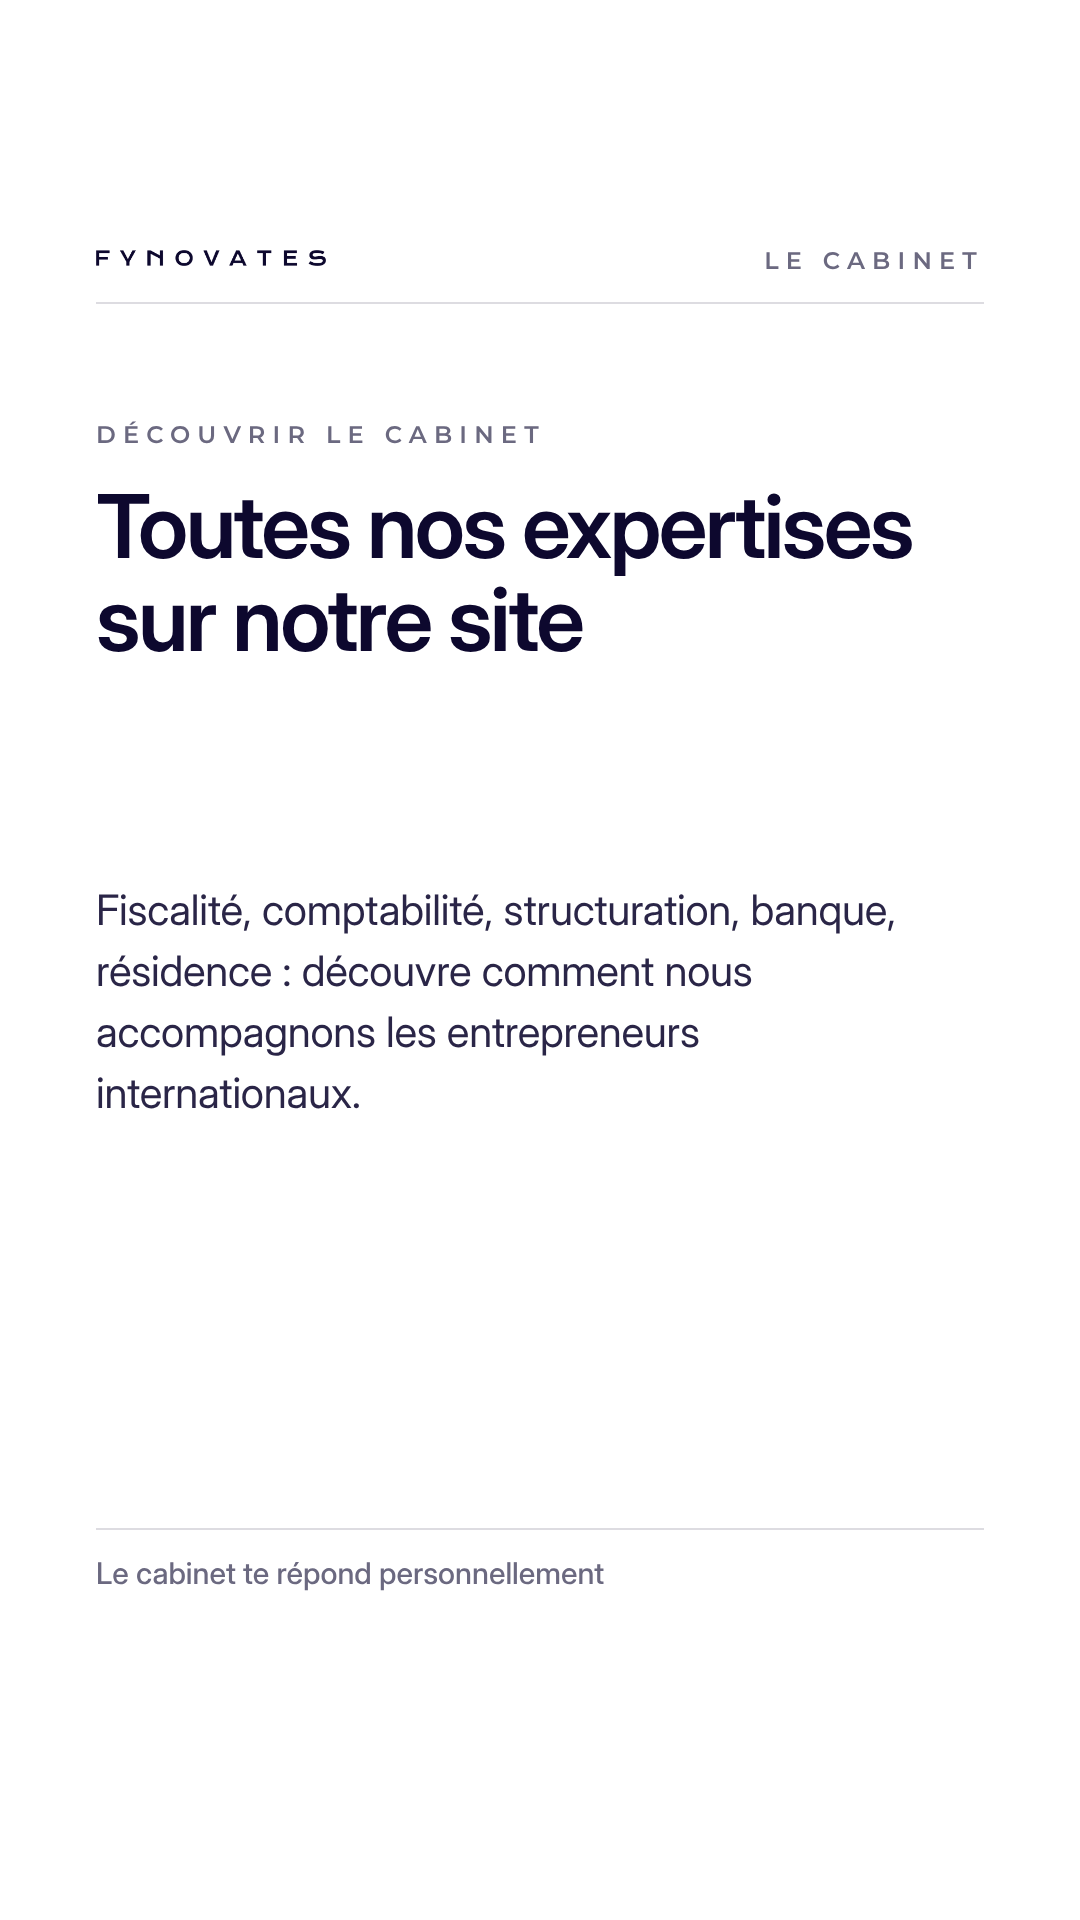 FYNOVATES
LE CABINET
DÉCOUVRIR LE CABINET
Toutes nos expertises
sur notre site
Fiscalité, comptabilité, structuration, banque,
résidence : découvre comment nous
accompagnons les entrepreneurs
internationaux.
Le cabinet te répond personnellement